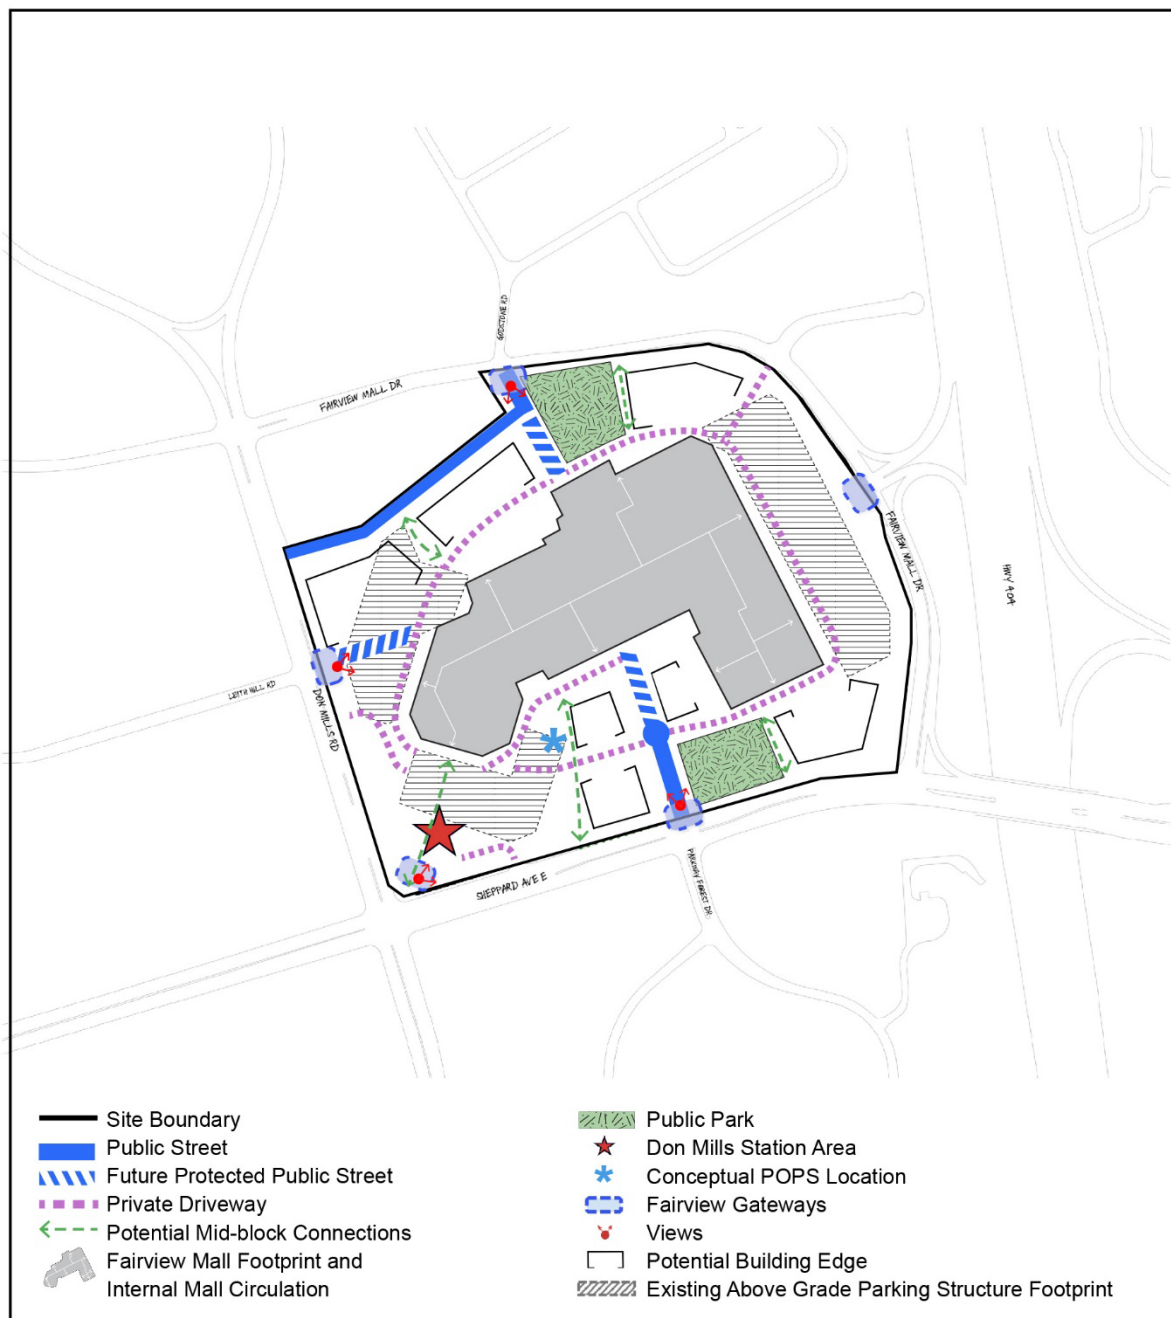 GODSTONE RD
FAIRVIEW MALL DR
FAIRVIEW MALL DR
HWY 404
LEITH HILL RD
DON MILLS RD
SHEPPARD AVE E
PARKWAY FOREST DR
Site Boundary
Public Street
Future Protected Public Street
Private Driveway
Potential Mid-block Connections
Fairview Mall Footprint and
Internal Mall Circulation
Public Park
Don Mills Station Area
Conceptual POPS Location
Fairview Gateways
Views
Potential Building Edge
Existing Above Grade Parking Structure Footprint